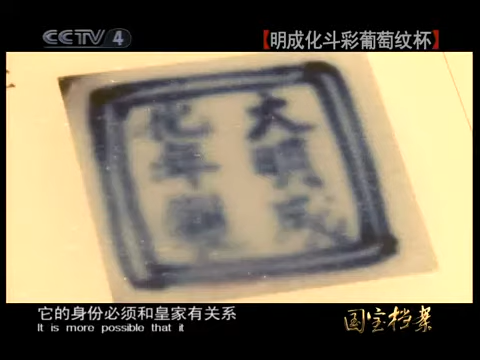 CCTV 4
【明成化斗彩葡萄纹杯】
大明成
化年製
它的身份必须和皇家有关系
It is more possible that it
国宝档案